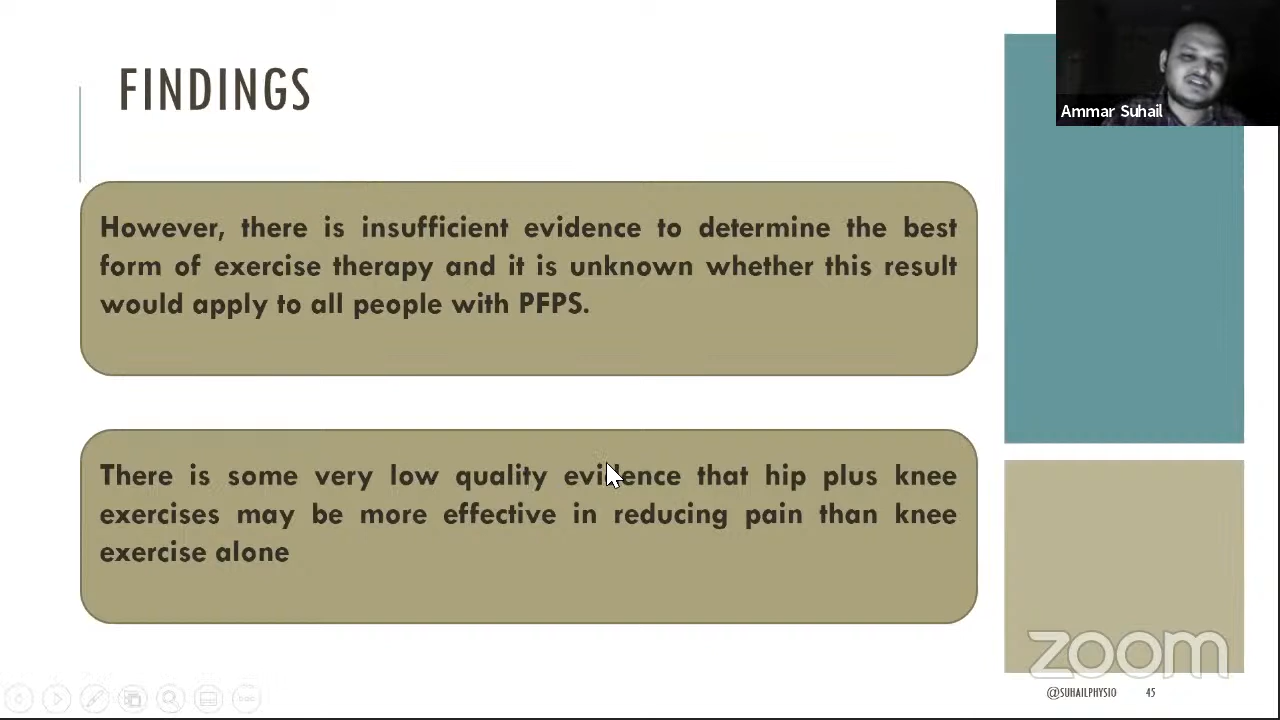 FINDINGS
Ammar Suhail
However, there is insufficient evidence to determine the best
form of exercise therapy and it is unknown whether this result
would apply to all people with PFPS.
There is some very low quality evidence that hip plus knee
exercises may be more effective in reducing pain than knee
exercise alone
zoom
@SUHAILPHYSIO 45